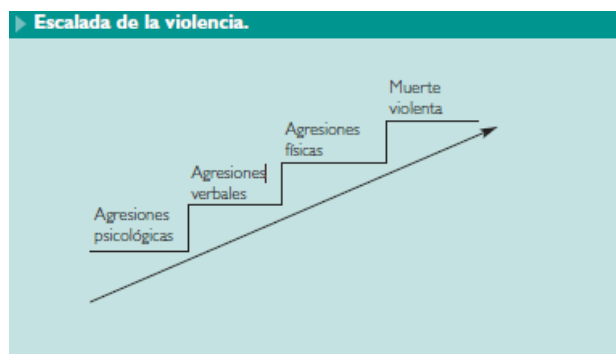 Escalada de la violencia.
Muerte
violenta
Agresiones
físicas
Agresiones
verbales
Agresiones
psicológicas